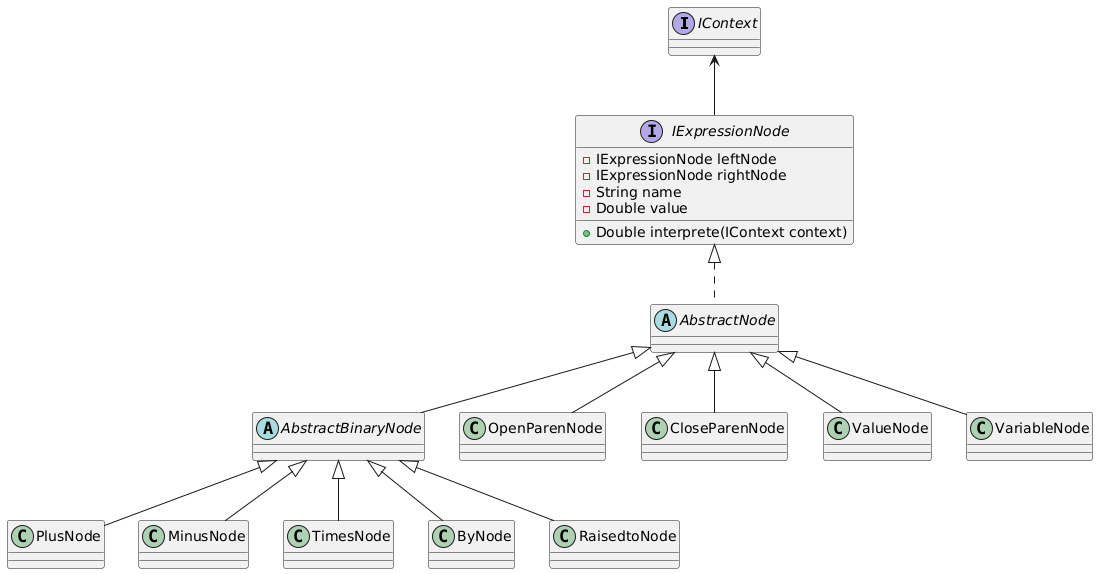 I IContext
I IExpressionNode
IExpressionNode leftNode
IExpressionNode rightNode
String name
Double value
Double interprete(IContext context)
A AbstractNode
A AbstractBinaryNode
C OpenParenNode
C CloseParenNode
C ValueNode
C VariableNode
C PlusNode
C MinusNode
C TimesNode
C ByNode
C RaisedtoNode